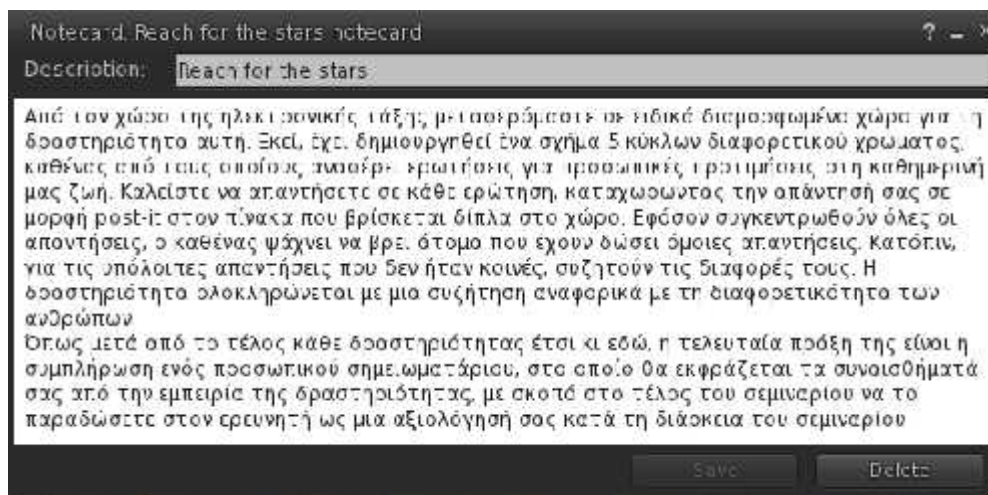 Notecard: Reach for the stars notecard
Description: Reach for the stars
Από τον χώρο της ηλεκτρονικής τάξης μεταφερόμαστε σε ειδικά διαμορφωμένο χώρο για τη
δραστηριότητα αυτή. Εκεί, έχει δημιουργηθεί ένα σχήμα 5 κύκλων διαφορετικού χρώματος,
καθένας από τους οποίους αναφέρει ερωτήσεις για προσωπικές προτιμήσεις στη καθημερινή
μας ζωή. Καλείστε να απαντήσετε σε κάθε ερώτηση, καταχωρωντας την απάντησή σας σε
μορφή post-it στον πίνακα που βρίσκεται δίπλα στο χώρο. Εφόσον συγκεντρωθούν όλες οι
απαντήσεις, ο καθένας ψάχνει να βρει άτομο που έχουν δώσει όμοιες απαντήσεις. Κατόπιν,
για τις υπόλοιπες απαντήσεις που δεν ήταν κοινές, συζητούν τις διαφορές τους. Η
δραστηριότητα ολοκληρώνεται με μια συζήτηση αναφορικά με τη διαφορετικότητα των
ανθρώπων
Όπως μετά από το τέλος κάθε δραστηριότητας έτσι κι εδώ, η τελευταία πράξη της είναι η
συμπλήρωση ενός προσωπικού σημειωματάριου, στο οποίο θα εκφράζεται τα συναισθήματά
σας από την εμπειρία της δραστηριότητας, με σκοπό στο τέλος του σεμιναρίου να το
παραδώσετε στον ερευνητή ως μια αξιολόγησή σας κατά τη διάρκεια του σεμιναρίου
Save Delete